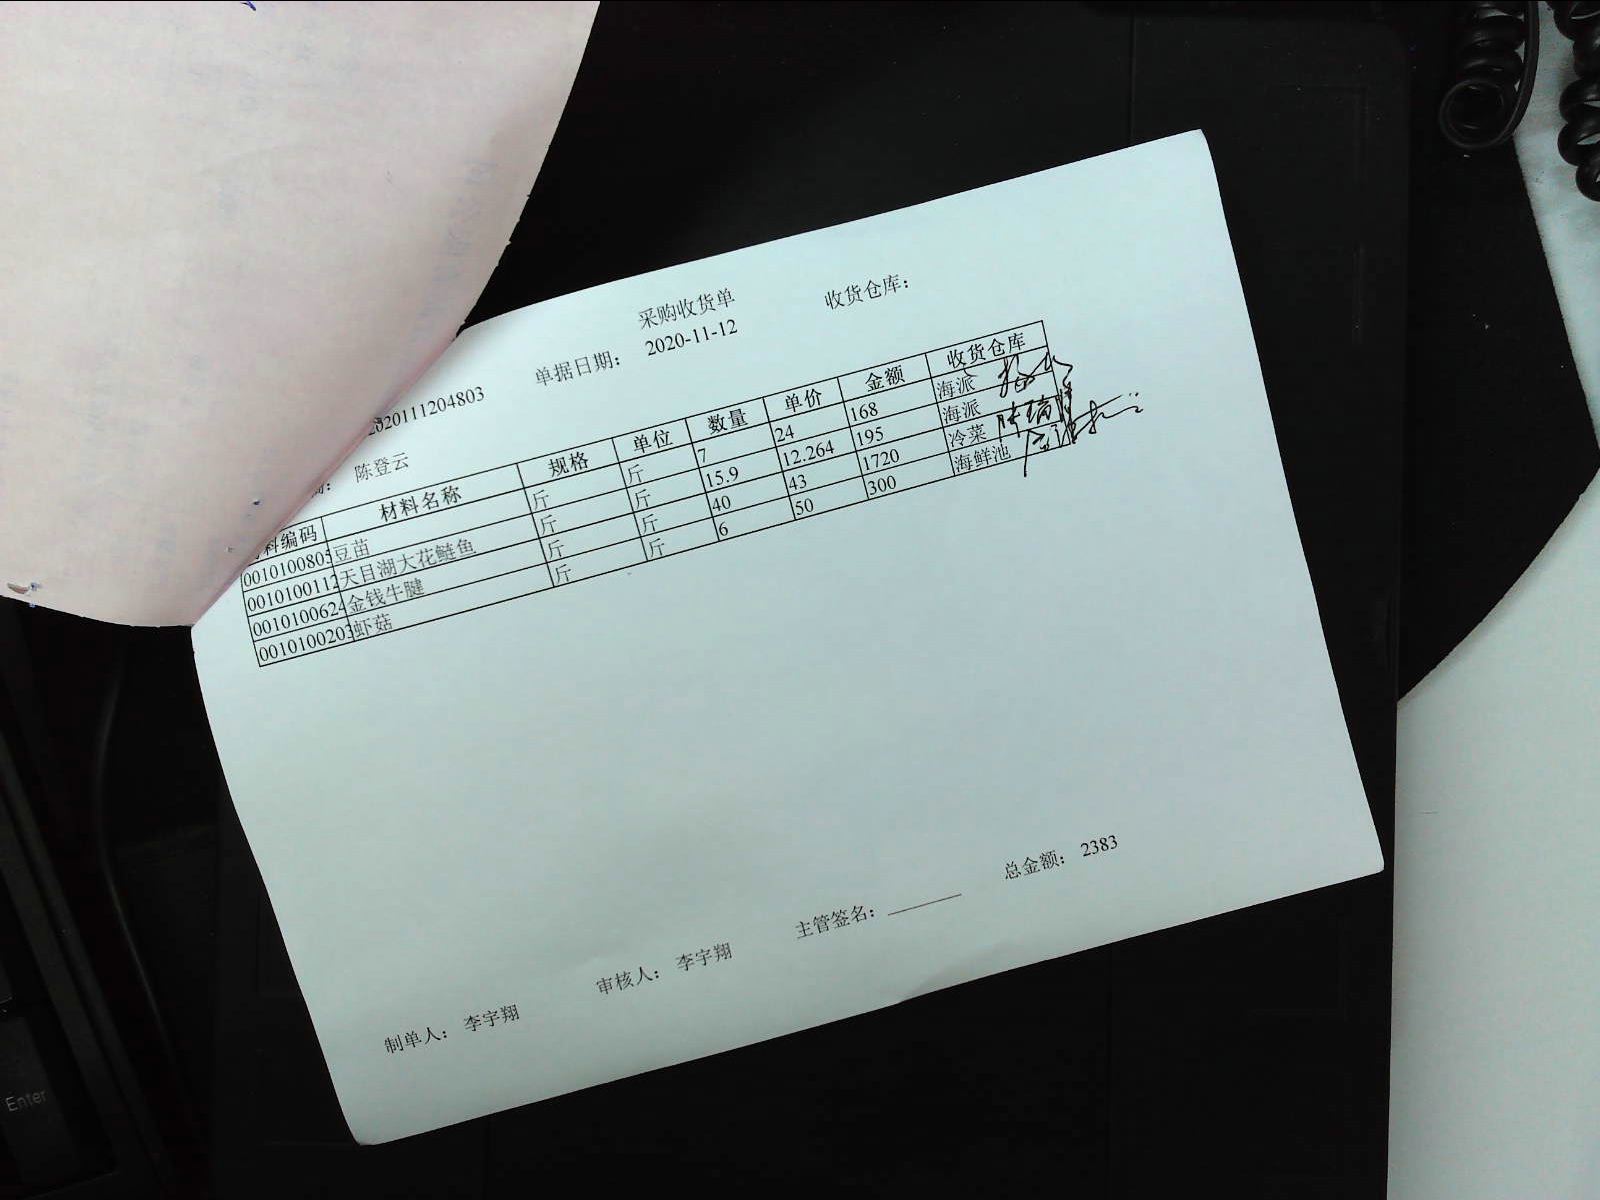 采购收货单
收货仓库：
20111204803 单据日期： 2020-11-12
陈登云
料编码 材料名称 规格 单位 数量 单价 金额 收货仓库
0010100805 豆苗 斤 斤 7 24 168 海派
001010011 天目湖大花鲢鱼 斤 斤 15.9 12.264 195 海派
001010062 金钱牛腱 斤 斤 40 43 1720 冷菜
001010020 虾菇 斤 斤 6 50 300 海鲜池
总金额： 2383
制单人： 李宇翔 审核人： 李宇翔 主管签名：
Enter